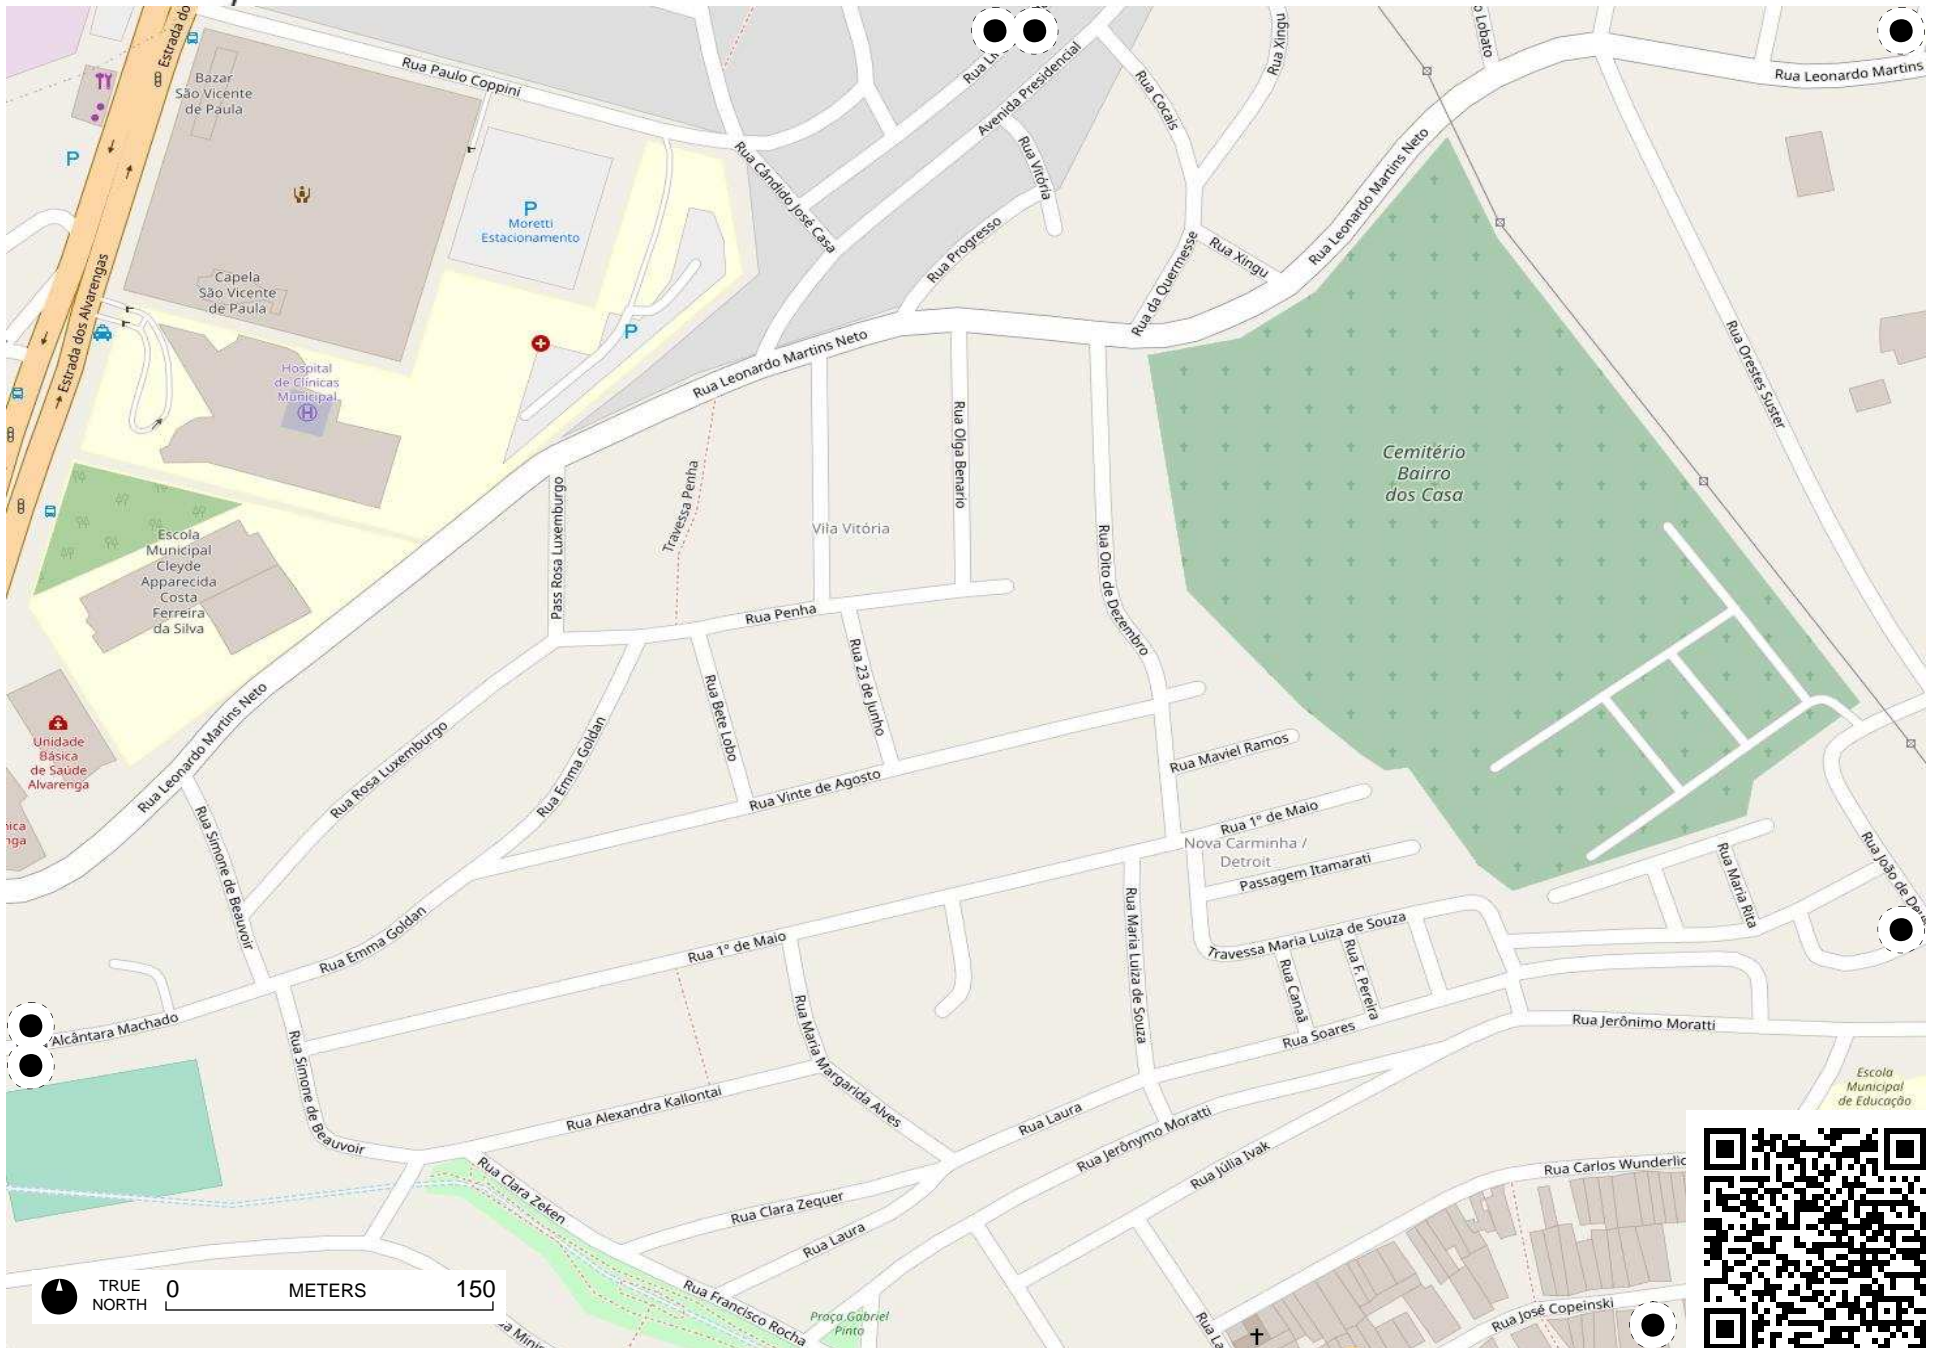 Estrada do
Bazar
São Vicente
de Paula
Rua Paulo Coppini
P
P
Moretti
Estacionamento
Capela
São Vicente
de Paula
Estrada dos Alvarengas
Hospital
de Clínicas
Municipal
H
P
Rua Cândido José Casa
Avenida Presidencial
Rua Vitória
Rua Progresso
Rua Cocais
Rua Xingu
Rua Xingu
Rua da Quermesse
Lobato
Rua Leonardo Martins
Rua Leonardo Martins Neto
Rua Leonardo Martins Neto
Rua Orestes Suster
Cemitério
Bairro
dos Casa
Escola
Municipal
Cleyde
Apparecida
Costa
Ferreira
da Silva
Pass Rosa Luxemburgo
Travessa Penha
Vila Vitória
Rua Olga Benario
Rua Oito de Dezembro
Rua Penha
Rua 23 de Junho
Rua Bete Lobo
Rua Leonardo Martins Neto
Unidade
Básica
de Saúde
Alvarenga
Rua Rosa Luxemburgo
Rua Emma Goldan
Rua Vinte de Agosto
Rua Maviel Ramos
Rua 1º de Maio
Nova Carminha /
Detroit
Passagem Itamarati
Rua Simone de Beauvoir
Rua Emma Goldan
Rua 1º de Maio
Rua Maria Luiza de Souza
Travessa Maria Luiza de Souza
Rua Canaã
Rua F. Pereira
Rua Maria Rita
Rua João de
Alcântara Machado
Rua Simone de Beauvoir
Rua Maria Margarida Alves
Rua Alexandra Kallontai
Rua Soares
Rua Jerônimo Moratti
Escola
Municipal
de Educação
Rua Laura
Rua Jerônymo Moratti
Rua Júlia Ivak
Rua Carlos Wunderlic
Rua Clara Zeken
Rua Clara Zequer
Rua Laura
Rua Francisco Rocha
Praça Gabriel
Pinto
Rua José Copeinski
TRUE
NORTH
0 METERS 150